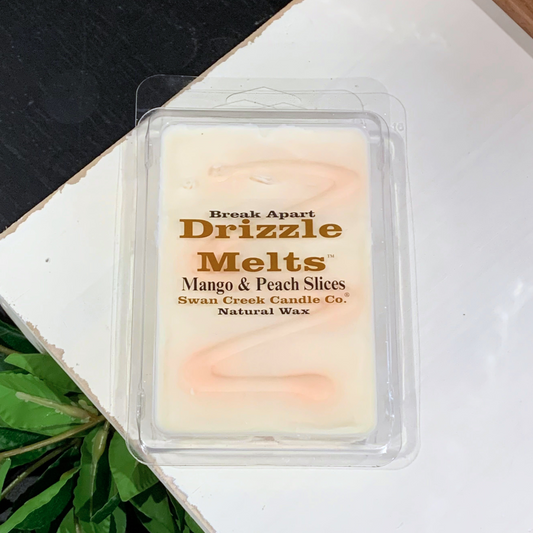 Break Apart
Drizzle
Melts™
Mango & Peach Slices
Swan Creek Candle Co.®
Natural Wax